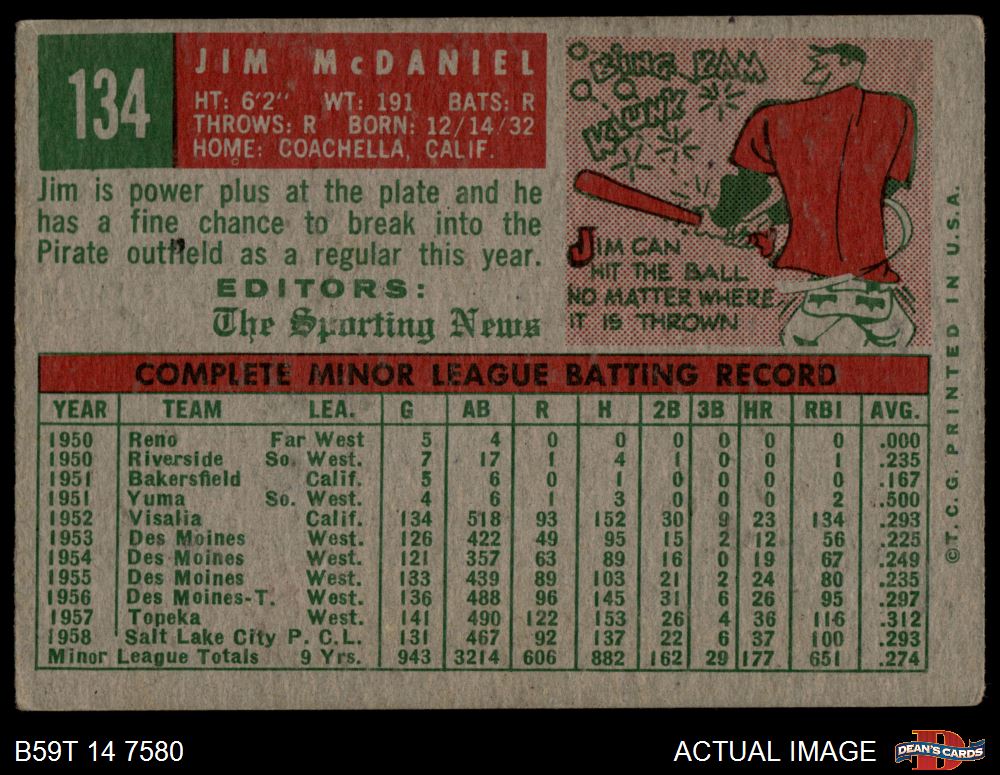 134
JIM McDANIEL
HT: 6'2" WT: 191 BATS: R
THROWS: R BORN: 12/14/32
HOME: COACHELLA, CALIF.
Jim is power plus at the plate and he
has a fine chance to break into the
Pirate outfield as a regular this year.
EDITORS:
The Sporting News
BING BAM
KLUNK
JIM CAN
HIT THE BALL
NO MATTER WHERE
IT IS THROWN
COMPLETE MINOR LEAGUE BATTING RECORD
YEAR TEAM LEA. G AB R H 2B 3B HR RBI AVG.
1950 Reno Far West 5 4 0 0 0 0 0 0 .000
1950 Riverside So. West. 7 17 1 4 1 0 0 1 .235
1951 Bakersfield Calif. 5 6 0 1 0 0 0 0 .167
1951 Yuma So. West. 4 6 1 3 0 0 0 2 .500
1952 Visalia Calif. 134 518 93 152 30 9 23 134 .293
1953 Des Moines West. 126 422 49 95 15 2 12 56 .225
1954 Des Moines West. 121 357 63 89 16 0 19 67 .249
1955 Des Moines West. 133 439 89 103 21 2 24 80 .235
1956 Des Moines-T. West. 136 488 96 145 31 6 26 95 .297
1957 Topeka West. 141 490 122 153 26 4 36 116 .312
1958 Salt Lake City P. C. L. 131 467 92 137 22 6 37 100 .293
Minor League Totals 9 Yrs. 943 3214 606 882 162 29 177 651 .274
©T.C.G. PRINTED IN U.S.A.
B59T 14 7580
ACTUAL IMAGE
D
DEAN'S CARDS